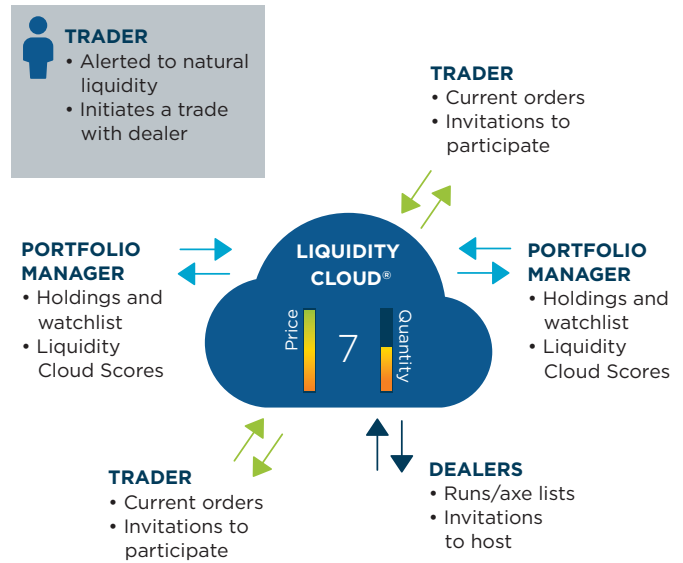 TRADER
• Alerted to natural
liquidity
• Initiates a trade
with dealer
TRADER
• Current orders
• Invitations to
participate
PORTFOLIO
MANAGER
• Holdings and
watchlist
• Liquidity
Cloud Scores
LIQUIDITY
CLOUD®
Price
7
Quantity
PORTFOLIO
MANAGER
• Holdings and
watchlist
• Liquidity
Cloud Scores
TRADER
• Current orders
• Invitations to
participate
DEALERS
• Runs/axe lists
• Invitations
to host